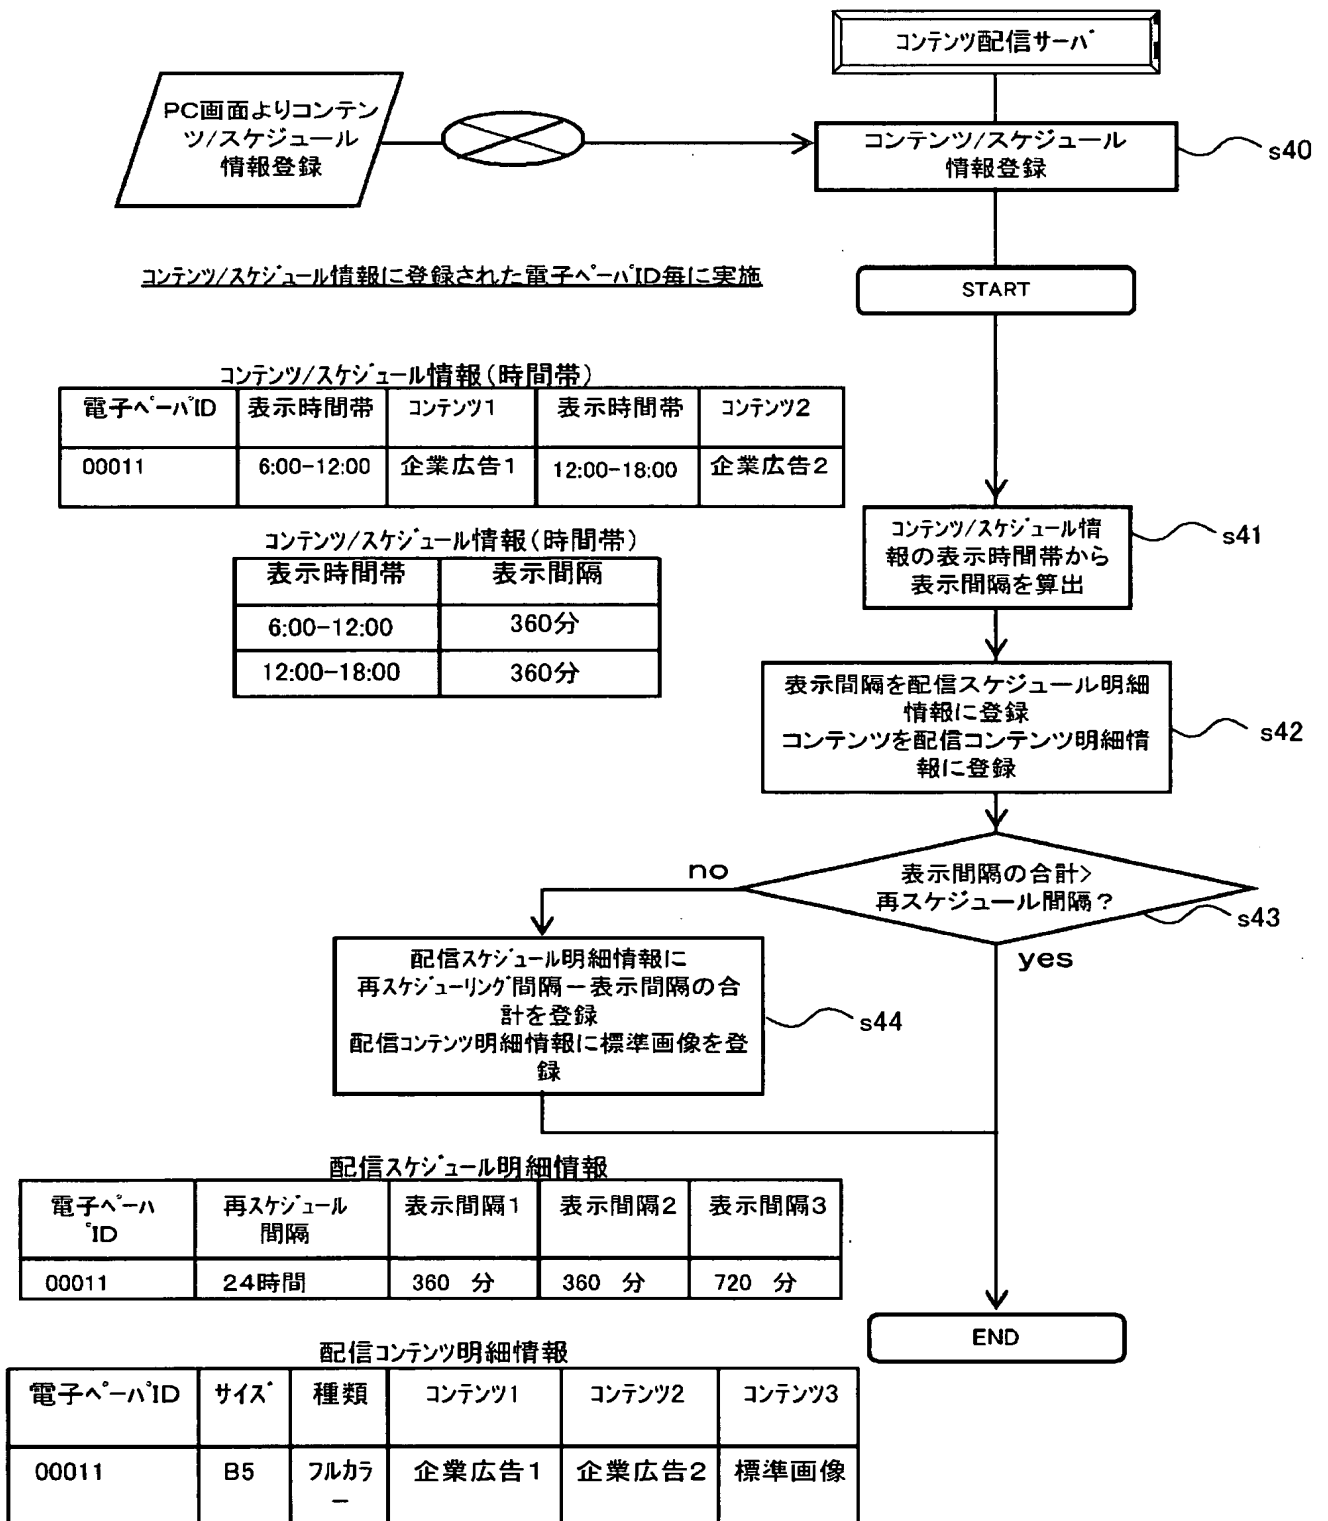 コンテンツ配信サーバ
PC画面よりコンテン
ツ/スケジュール
情報登録
コンテンツ/スケジュール
情報登録
s40
コンテンツ/スケジュール情報に登録された電子ペーパID毎に実施
START
コンテンツ/スケジュール情報(時間帯)
電子ペーパID 表示時間帯 コンテンツ1 表示時間帯 コンテンツ2
00011 6:00-12:00 企業広告1 12:00-18:00 企業広告2
コンテンツ/スケジュール情報(時間帯)
表示時間帯 表示間隔
6:00-12:00 360分
12:00-18:00 360分
コンテンツ/スケジュール情
報の表示時間帯から
表示間隔を算出
s41
表示間隔を配信スケジュール明細
情報に登録
コンテンツを配信コンテンツ明細情
報に登録
s42
表示間隔の合計>
再スケジュール間隔?
s43
no
yes
配信スケジュール明細情報に
再スケジューリング間隔ー表示間隔の合
計を登録
配信コンテンツ明細情報に標準画像を登
録
s44
配信スケジュール明細情報
電子ペーパ
ID
再スケジュール
間隔
表示間隔1 表示間隔2 表示間隔3
00011 24時間 360 分 360 分 720 分
END
配信コンテンツ明細情報
電子ペーパID サイズ 種類 コンテンツ1 コンテンツ2 コンテンツ3
00011 B5 フルカラ
ー
企業広告1 企業広告2 標準画像